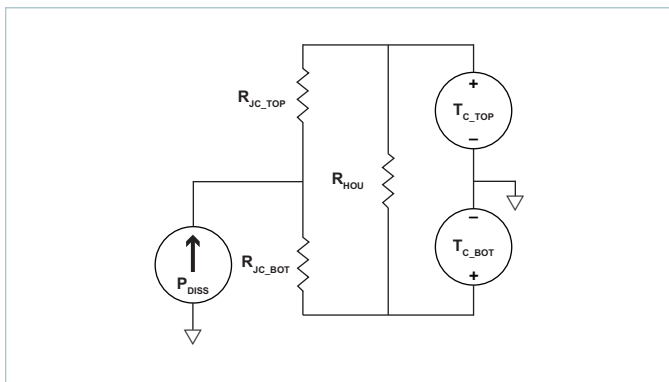 R_JC_TOP
+
T_C_TOP
–
R_HOU
–
T_C_BOT
+
R_JC_BOT
P_DISS